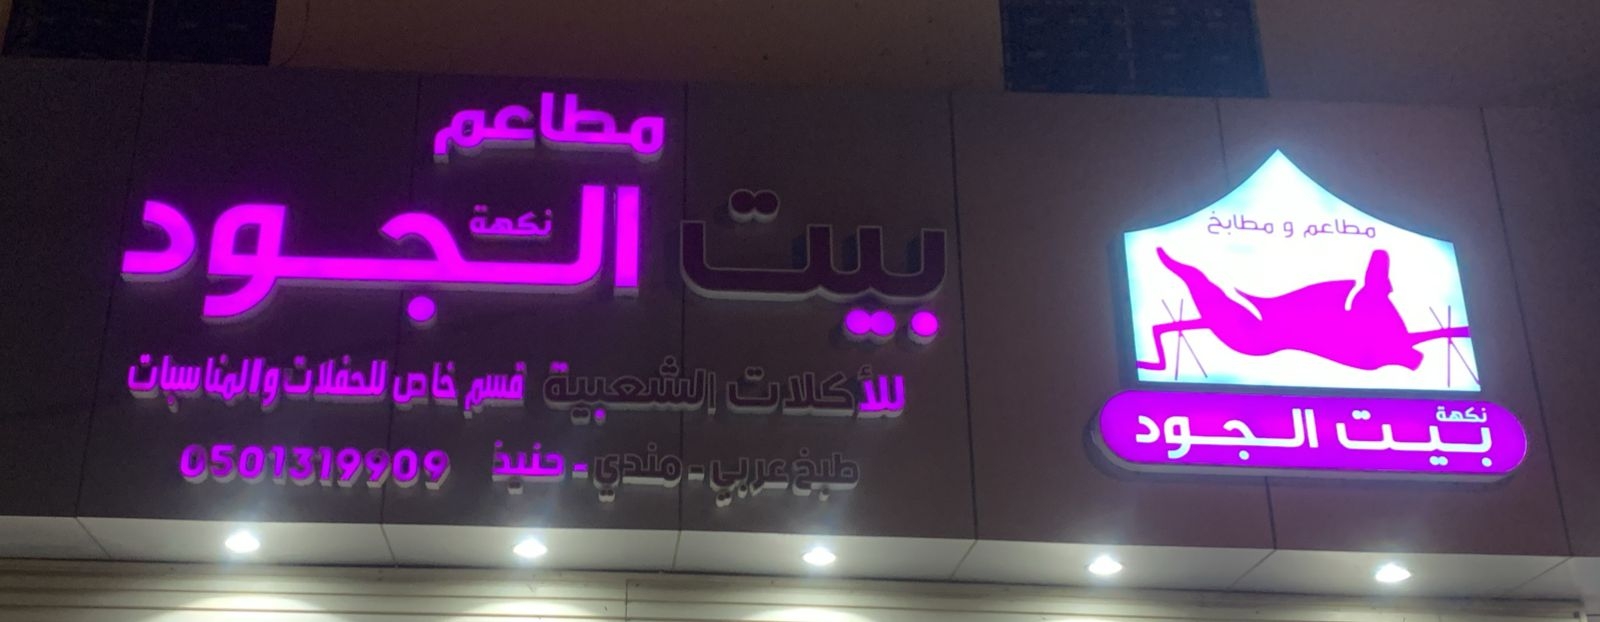 مطاعم
نكهة
بيت الجود
للأكلات الشعبية قسم خاص للحفلات والمناسبات
طبخ عربي - مندي - حنيذ 0501319909
مطاعم و مطابخ
نكهة
بيت الجود